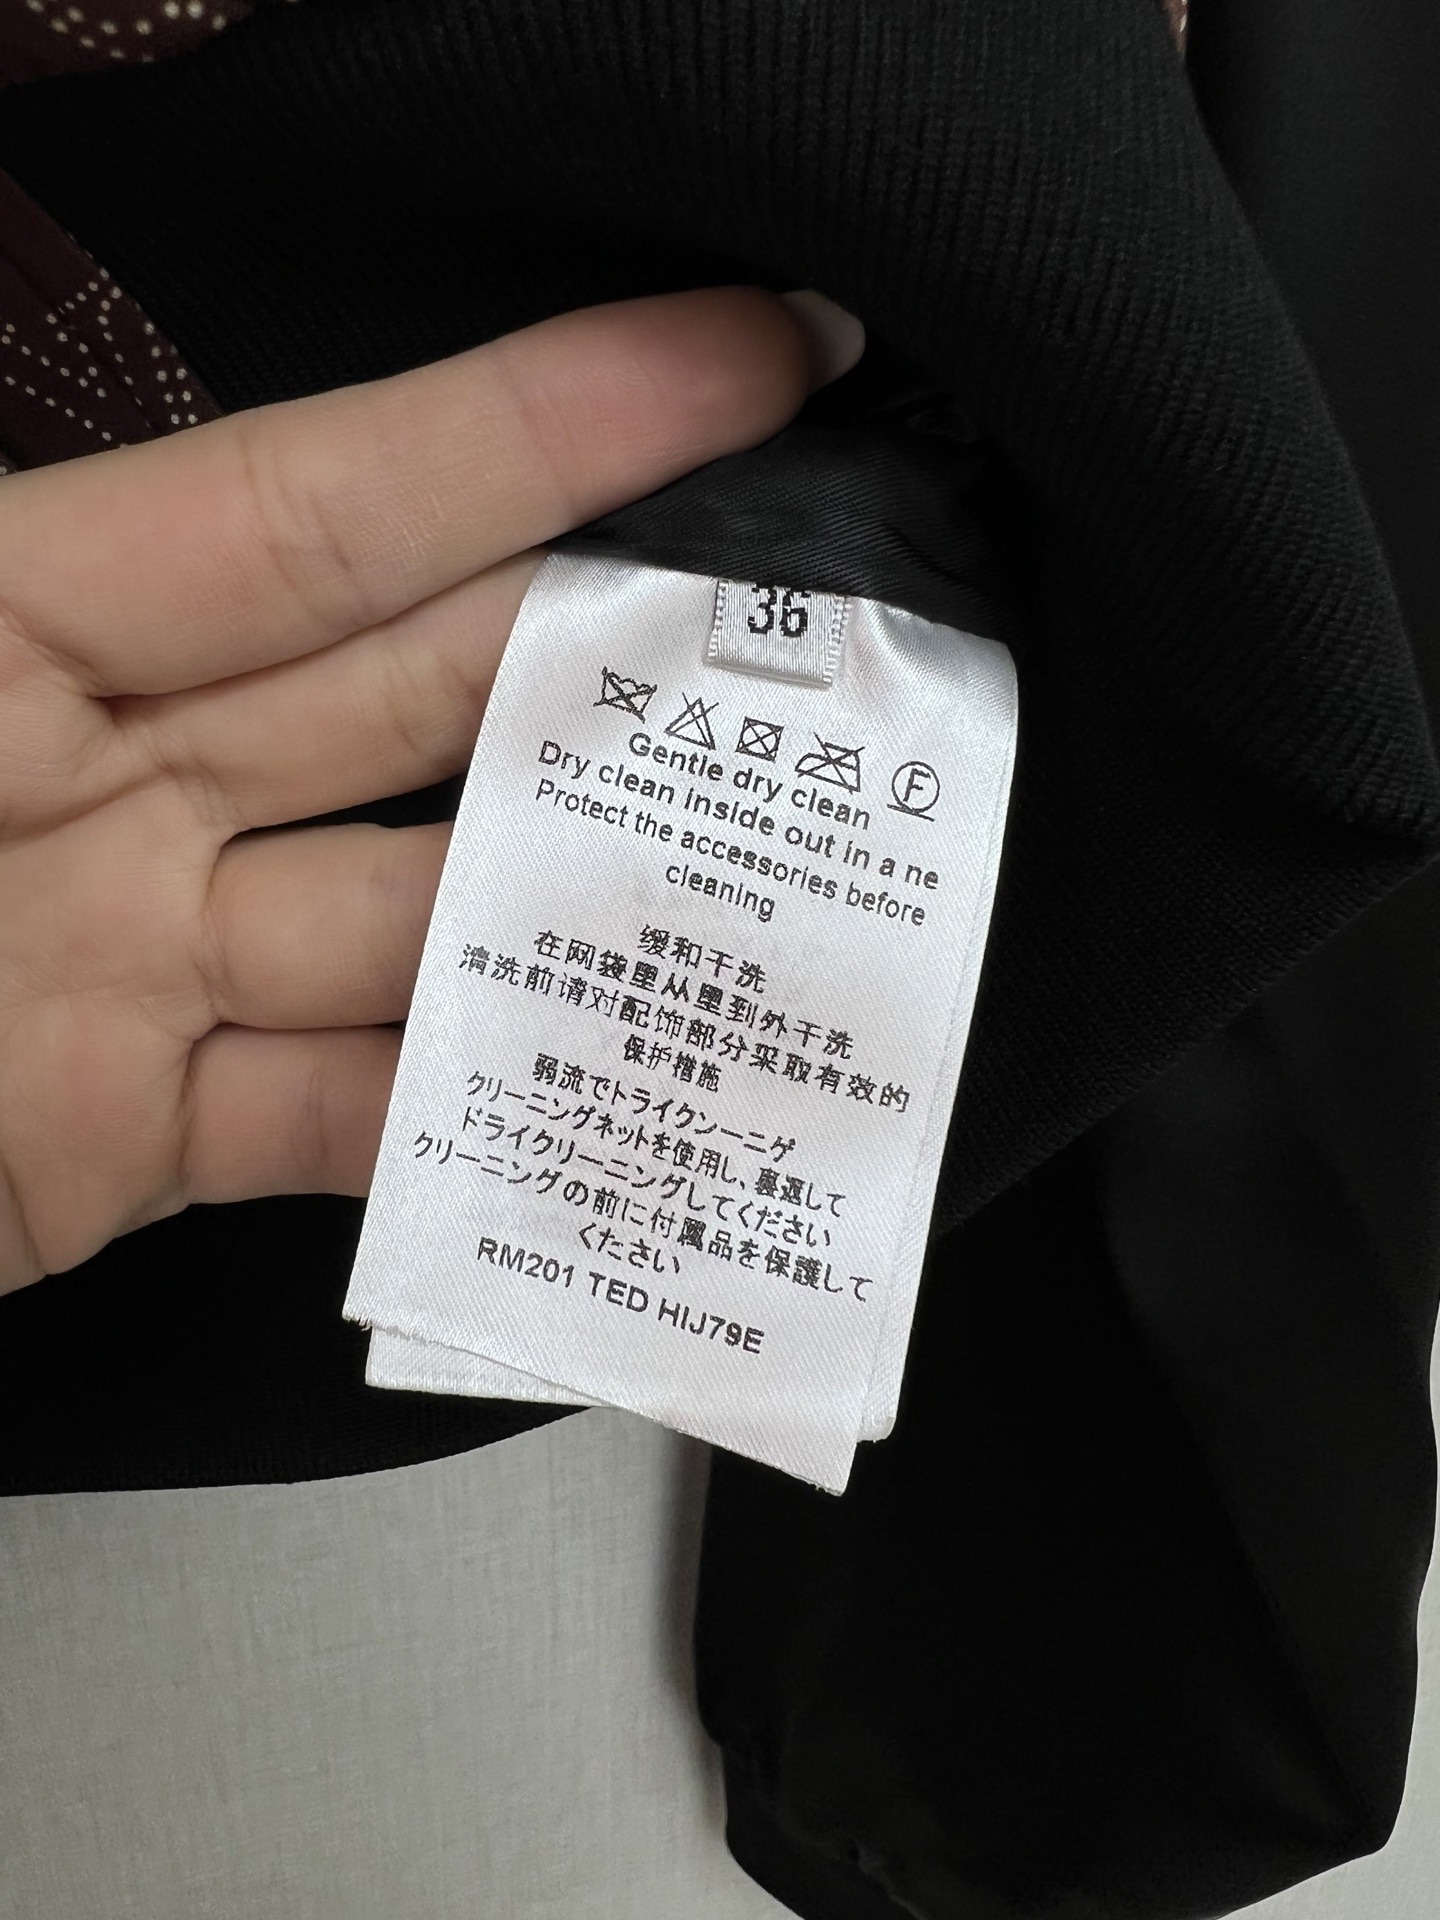 36
F
Gentle dry clean
Dry clean inside out in a ne
Protect the accessories before
cleaning
缓和干洗
在网袋里从里到外干洗
清洗前请对配饰部分采取有效的
保护措施
弱流でトライクンーニゲ
クリーニングネットを使用し、裏返して
ドライクリーニングしてください
クリーニングの前に付属品を保護して
ください
RM201 TED HIJ79E